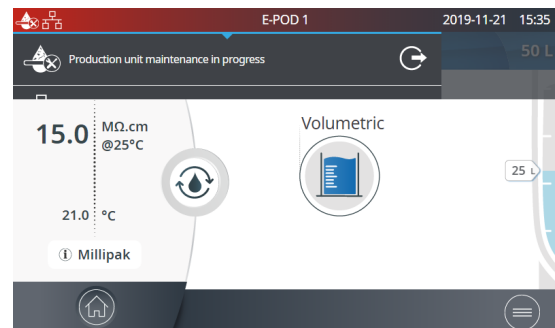 E-POD 1
2019-11-21 15:35
Production unit maintenance in progress
50 L
15.0 MΩ.cm
@25°C
Volumetric
25 L
21.0 °C
i Millipak